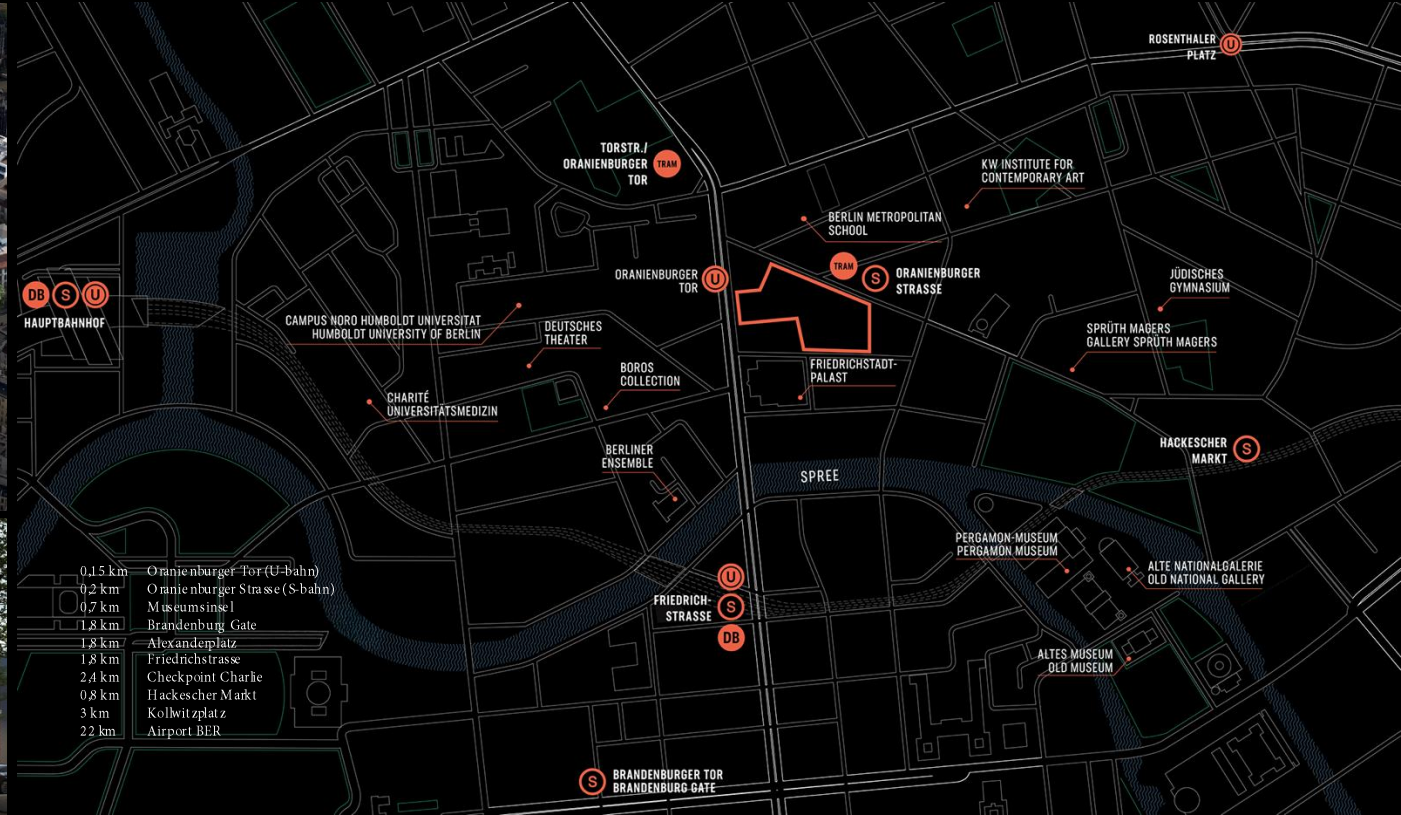 ROSENTHALER
PLATZ
U
TORSTR./
ORANIENBURGER
TOR
TRAM
KW INSTITUTE FOR
CONTEMPORARY ART
BERLIN METROPOLITAN
SCHOOL
ORANIENBURGER
TOR
U
TRAM
S
ORANIENBURGER
STRASSE
JÜDISCHES
GYMNASIUM
DB S U
HAUPTBAHNHOF
CAMPUS NORO HUMBOLDT UNIVERSITAT
HUMBOLDT UNIVERSITY OF BERLIN
DEUTSCHES
THEATER
SPRÜTH MAGERS
GALLERY SPRÜTH MAGERS
BOROS
COLLECTION
FRIEDRICHSTADT-
PALAST
CHARITÉ
UNIVERSITÄTSMEDIZIN
BERLINER
ENSEMBLE
HACKESCHER
MARKT
S
SPREE
PERGAMON-MUSEUM
PERGAMON MUSEUM
ALTE NATIONALGALERIE
OLD NATIONAL GALLERY
U
FRIEDRICH-
STRASSE
S
DB
ALTES MUSEUM
OLD MUSEUM
0,15 km Oranienburger Tor (U-bahn)
0,2 km Oranienburger Strasse (S-bahn)
0,7 km Museumsinsel
1,8 km Brandenburg Gate
1,8 km Alexanderplatz
1,8 km Friedrichstrasse
2,4 km Checkpoint Charlie
0,8 km Hackescher Markt
3 km Kollwitzplatz
22 km Airport BER
S
BRANDENBURGER TOR
BRANDENBURG GATE